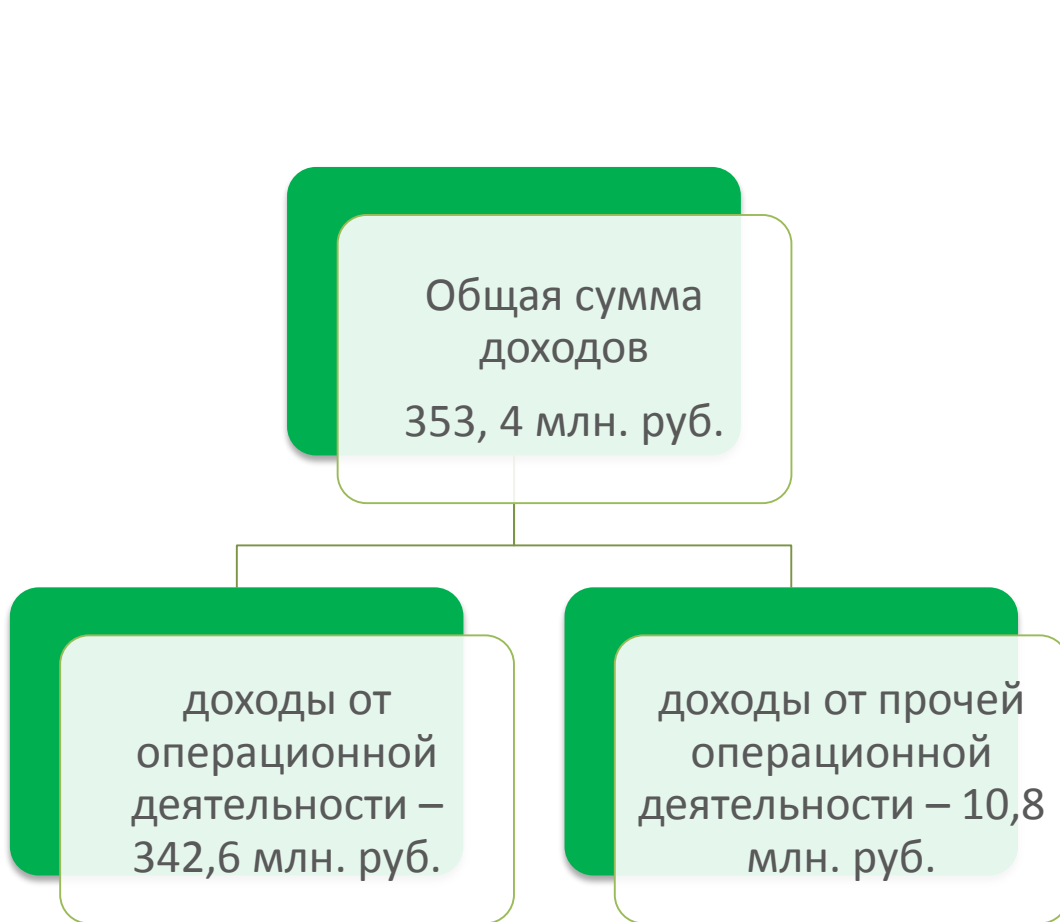 Общая сумма
доходов
353, 4 млн. руб.
доходы от
операционной
деятельности –
342,6 млн. руб.
доходы от прочей
операционной
деятельности – 10,8
млн. руб.